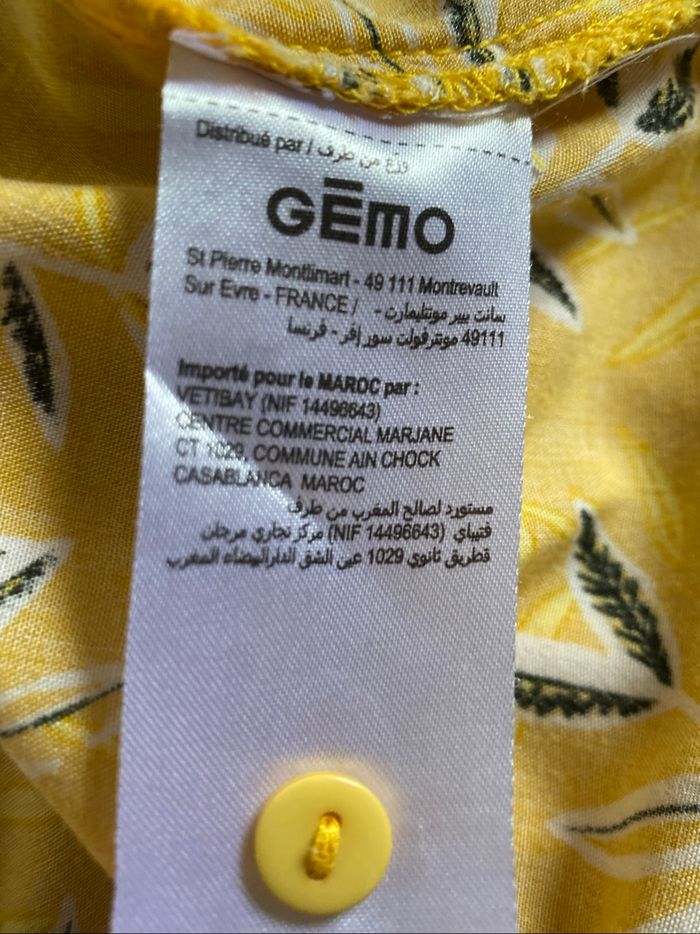 Distribué par / وزع من طرف
GEMO
St Pierre Montlimart - 49 111 Montrevault
Sur Evre - FRANCE /
سانت بيير مونتليمارت -
49111 مونترفولت سور إفر - فرنسا
Importé pour le MAROC par :
VETIBAY (NIF 14496643)
CENTRE COMMERCIAL MARJANE
CT 1029, COMMUNE AIN CHOCK
CASABLANCA MAROC
مستورد لصالح المغرب من طرف
فتيباي (NIF 14496643) مركز تجاري مرجان
قطريق ثانوي 1029 عين الشق الدارالبيضاء المغرب